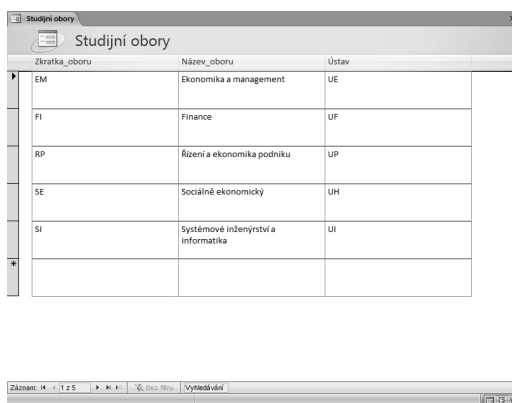 Studijní obory
Studijní obory
Zkratka_oboru Název_oboru Ústav
EM Ekonomika a management UE
FI Finance UF
RP Řízení a ekonomika podniku UP
SE Sociálně ekonomický UH
SI Systémové inženýrství a UI
informatika
Záznam: 1 z 5 Bez filtru Vyhledávání